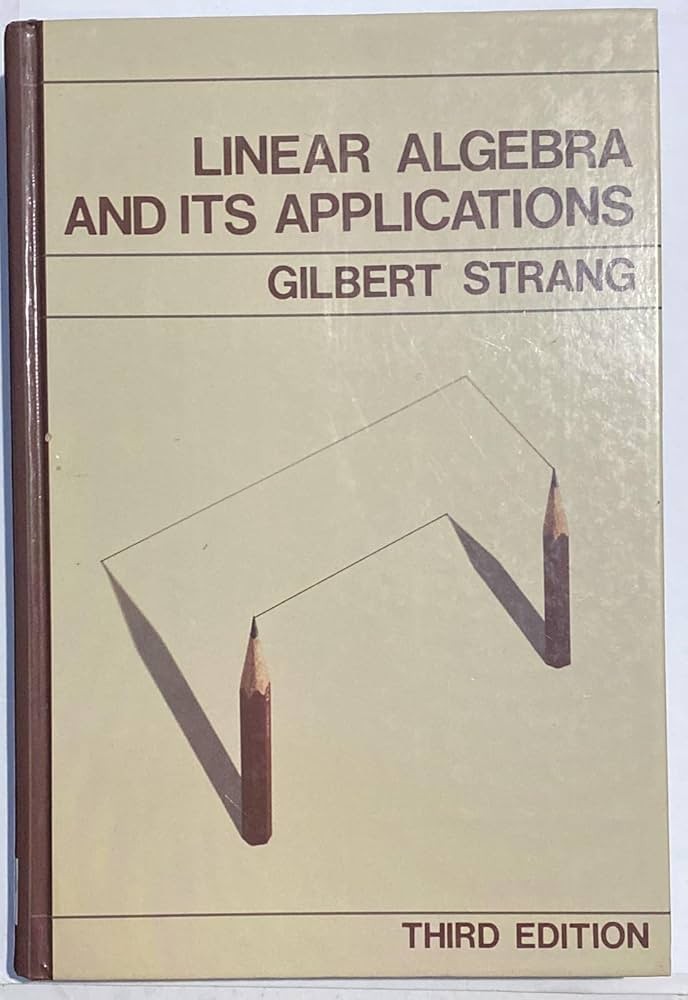 LINEAR ALGEBRA
AND ITS APPLICATIONS
GILBERT STRANG
THIRD EDITION